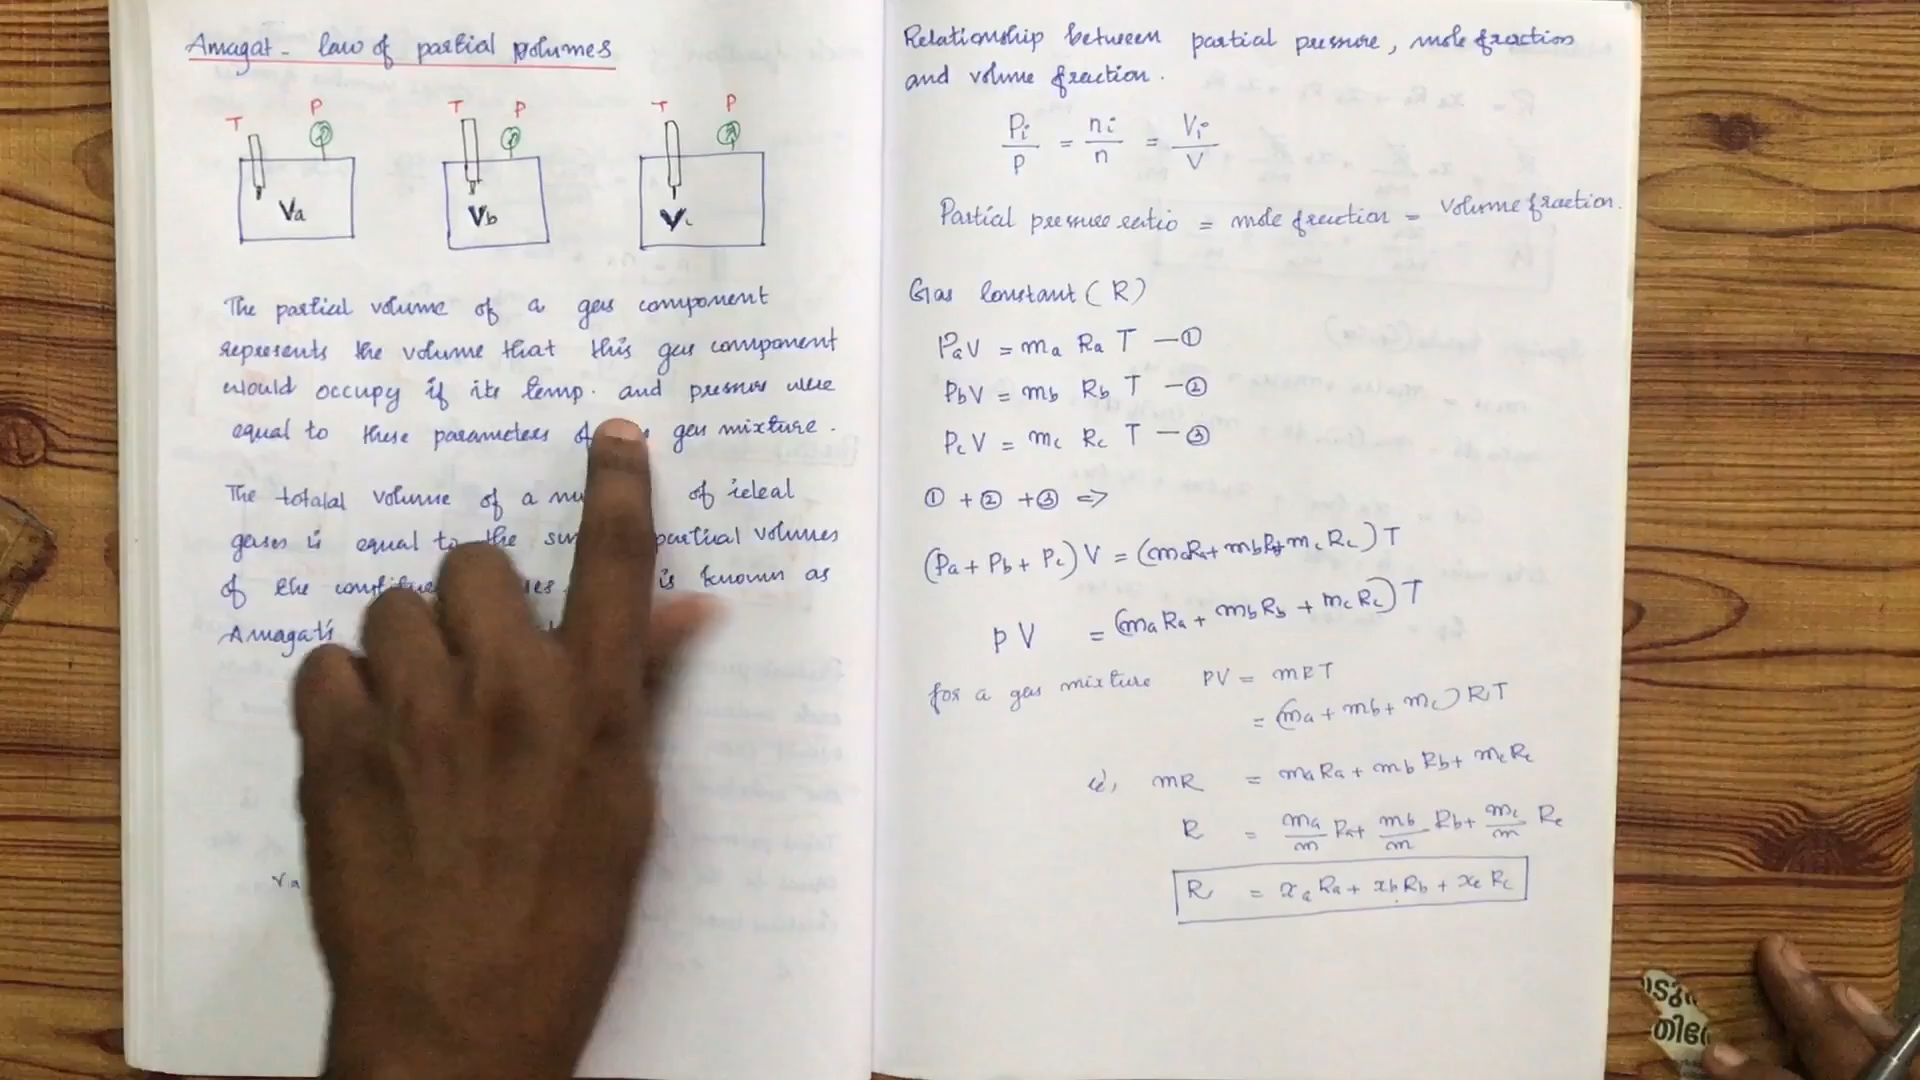 Amagat - law of partial volumes
T P T P T P
Va Vb Vc
The partial volume of a gas component
represents the volume that this gas component
would occupy if its temp. and pressure were
equal to these parameters of gas mixture.
The totalal volume of a of ideal
gases is equal to the partial volumes
of the is known as
Amagat's
Va
Relationship between partial pressure, mole fraction
and volume fraction.
Pi/P = ni/n = Vi/V
Partial pressure ratio = mole fraction = volume fraction.
Gas Constant (R)
PaV = ma Ra T — ①
PbV = mb Rb T — ②
PcV = mc Rc T — ③
① + ② + ③ =>
(Pa + Pb + Pc) V = (maRa + mbRb + mcRc) T
PV = (maRa + mbRb + mcRc) T
for a gas mixture PV = mRT
= (ma + mb + mc) RT
ie, mR = maRa + mbRb + mcRc
R = ma/m Ra + mb/m Rb + mc/m Rc
R = xa Ra + xb Rb + xc Rc